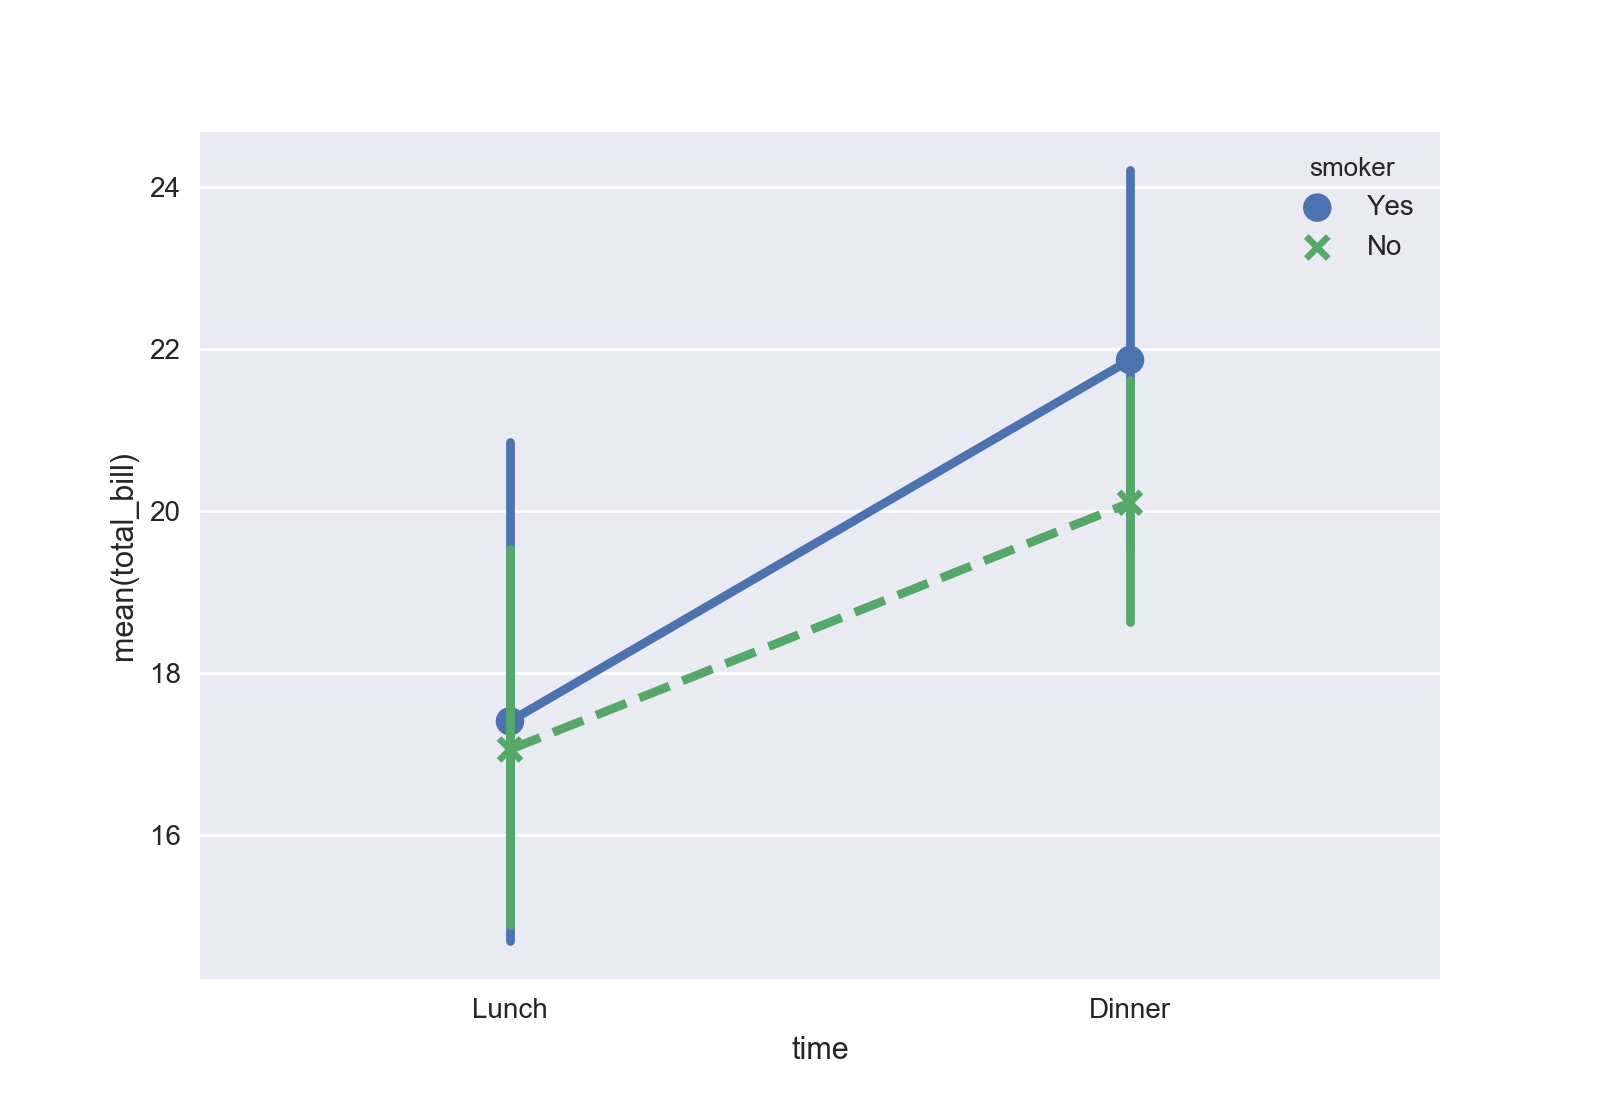 smoker
Yes
No
24
22
20
18
16
mean(total_bill)
Lunch
Dinner
time